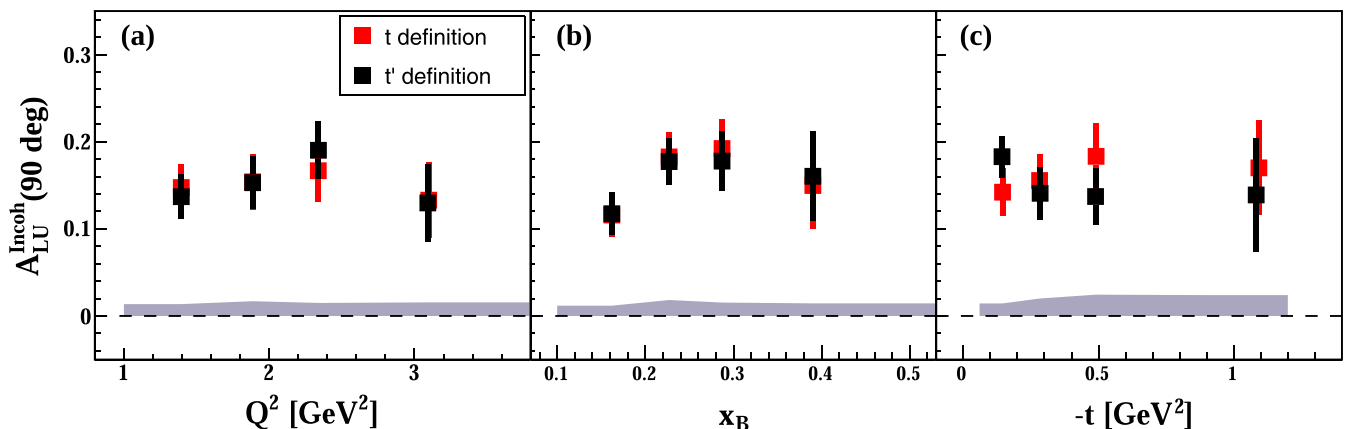 (a)
t definition
t' definition
(b)
(c)
A_LU^Incoh(90 deg)
0.3
0.2
0.1
0
1 2 3
0.1 0.2 0.3 0.4 0.5
0 0.5 1
Q² [GeV²]
x_B
-t [GeV²]